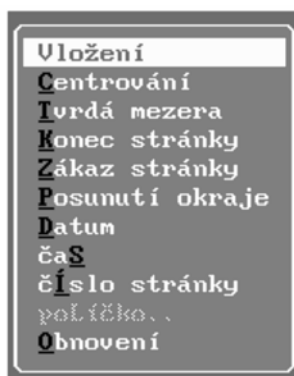 Vložení
Centrování
Tvrdá mezera
Konec stránky
Zákaz stránky
Posunutí okraje
Datum
čaS
čÍslo stránky
poLíčko..
Obnovení